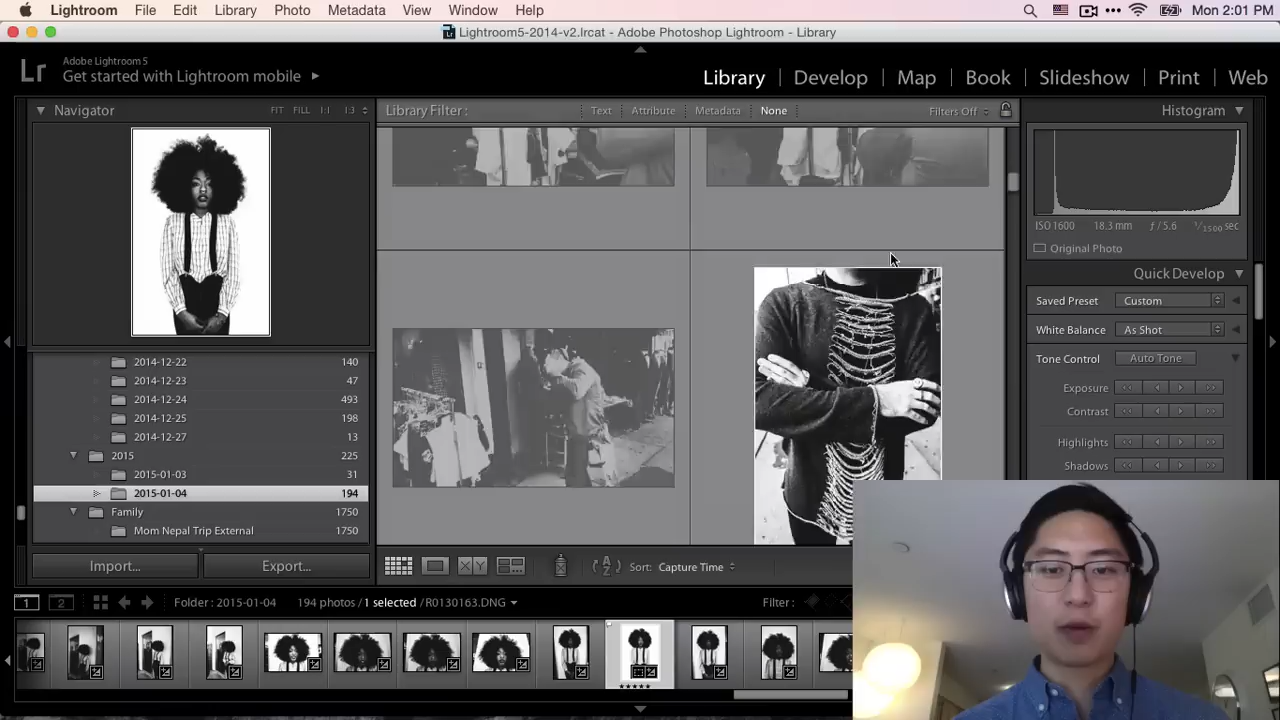 Lightroom File Edit Library Photo Metadata View Window Help Mon 2:01 PM
Lightroom5-2014-v2.lrcat - Adobe Photoshop Lightroom - Library
Lr
Adobe Lightroom 5
Get started with Lightroom mobile
Library Develop Map Book Slideshow Print Web
Navigator FIT FILL 1:1 1:3
Library Filter : Text Attribute Metadata None Filters Off
Histogram
ISO 1600 18.3 mm ƒ / 5.6 1/1500 sec
Original Photo
Quick Develop
Saved Preset Custom
White Balance As Shot
Tone Control Auto Tone
Exposure
Contrast
Highlights
Shadows
2014-12-22 140
2014-12-23 47
2014-12-24 493
2014-12-25 198
2014-12-27 13
2015 225
2015-01-03 31
2015-01-04 194
Family 1750
Mom Nepal Trip External 1750
Import... Export...
XY
AZ
Sort: Capture Time
1 2 Folder : 2015-01-04 194 photos / 1 selected / R0130163.DNG Filter :